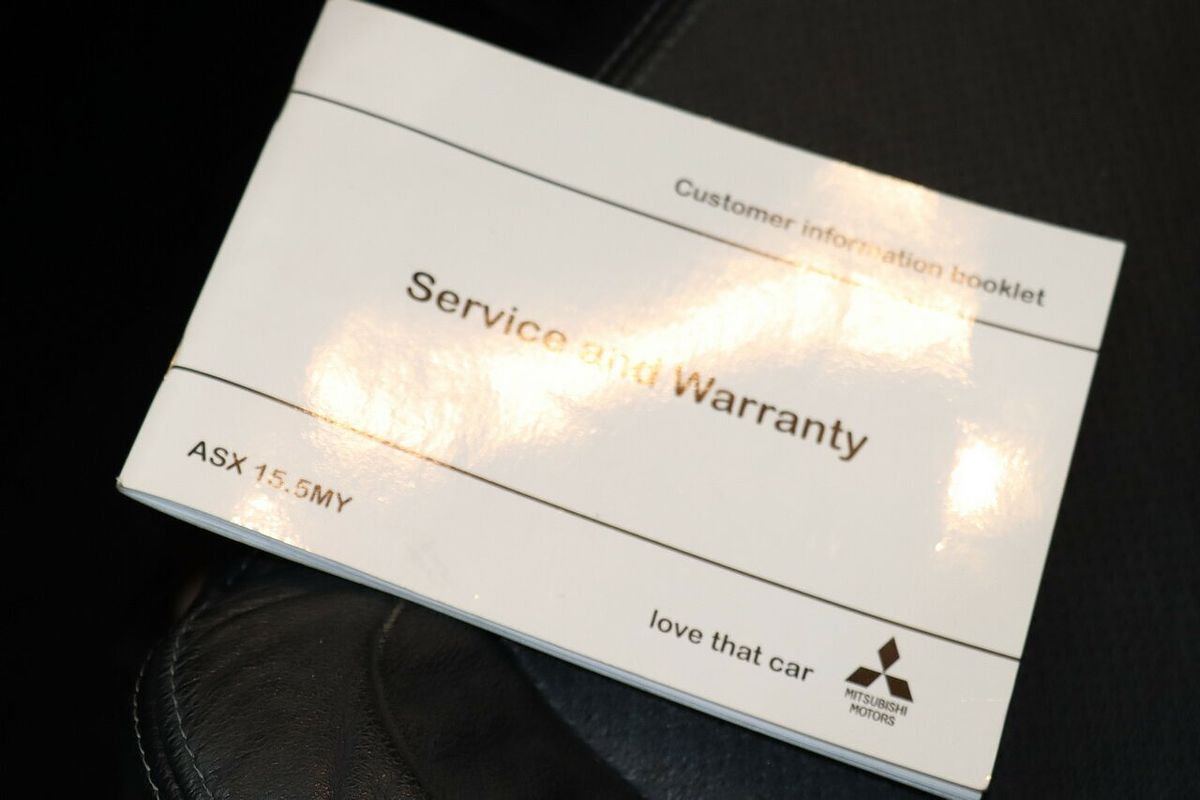 Customer information booklet
Service and Warranty
ASX 15.5MY
love that car
MITSUBISHI
MOTORS